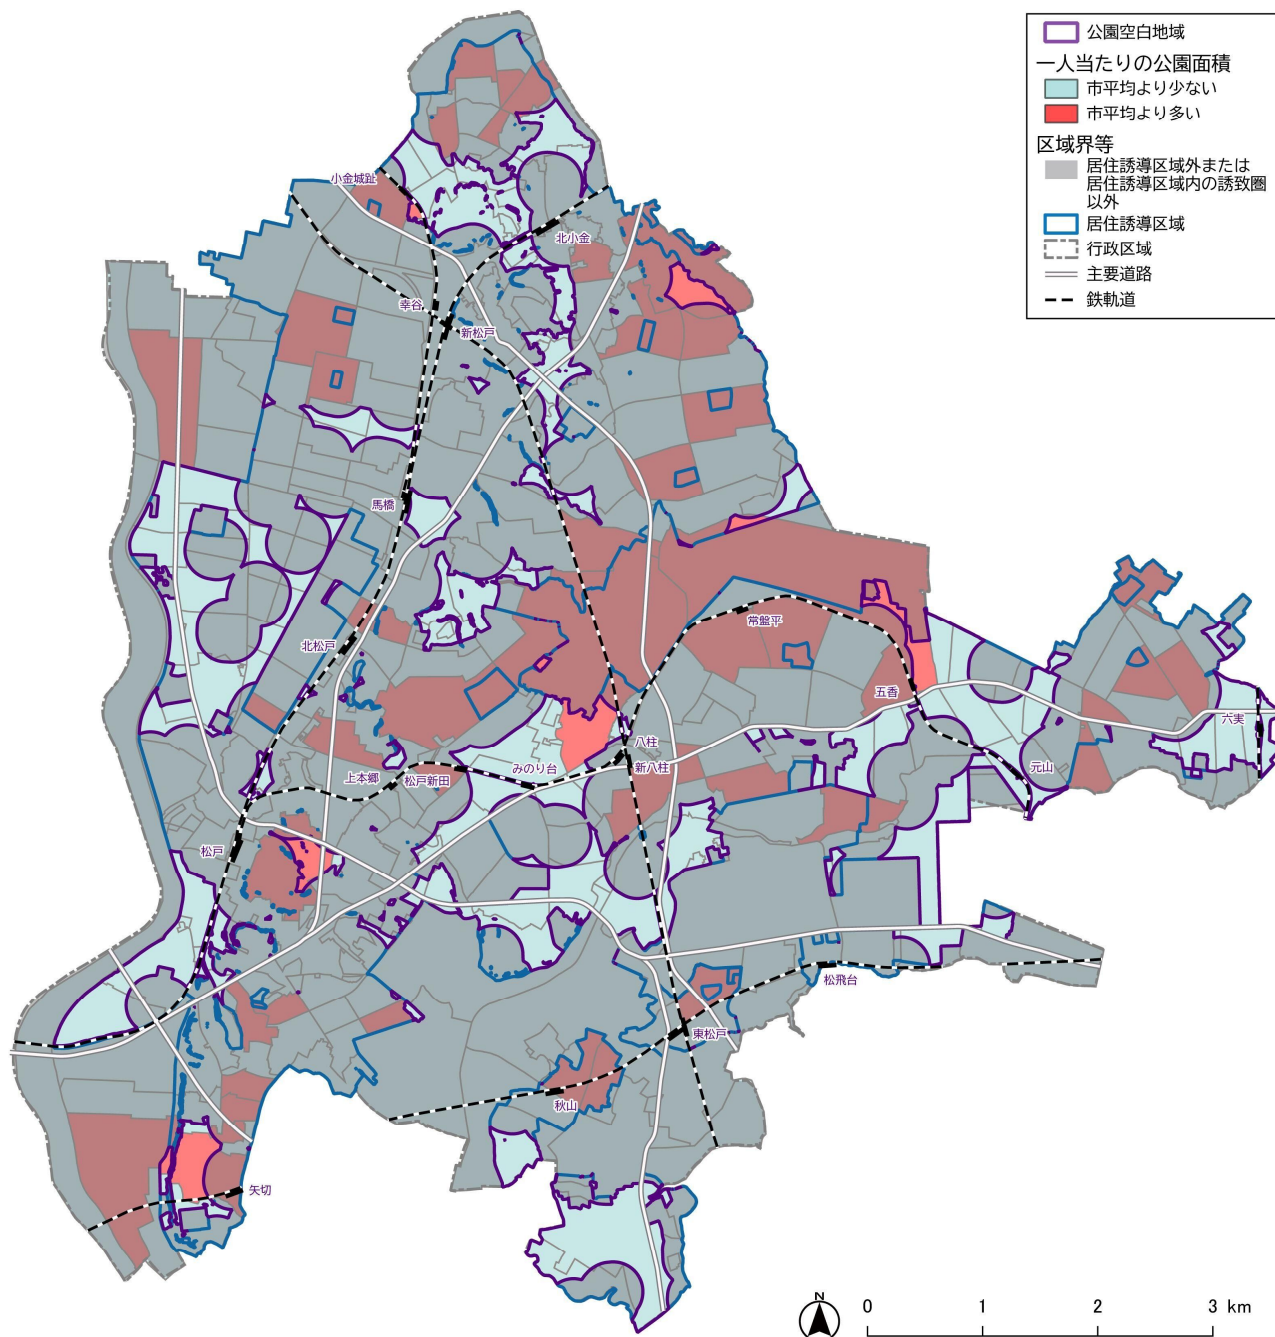 公園空白地域
一人当たりの公園面積
市平均より少ない
市平均より多い
区域界等
居住誘導区域外または
居住誘導区域内の誘致圏
以外
居住誘導区域
行政区域
主要道路
鉄軌道
小金城趾
北小金
幸谷
新松戸
馬橋
北松戸
常盤平
五香
六実
八柱
みのり台
新八柱
上本郷
松戸新田
元山
松戸
松飛台
東松戸
秋山
矢切
N
0 1 2 3 km